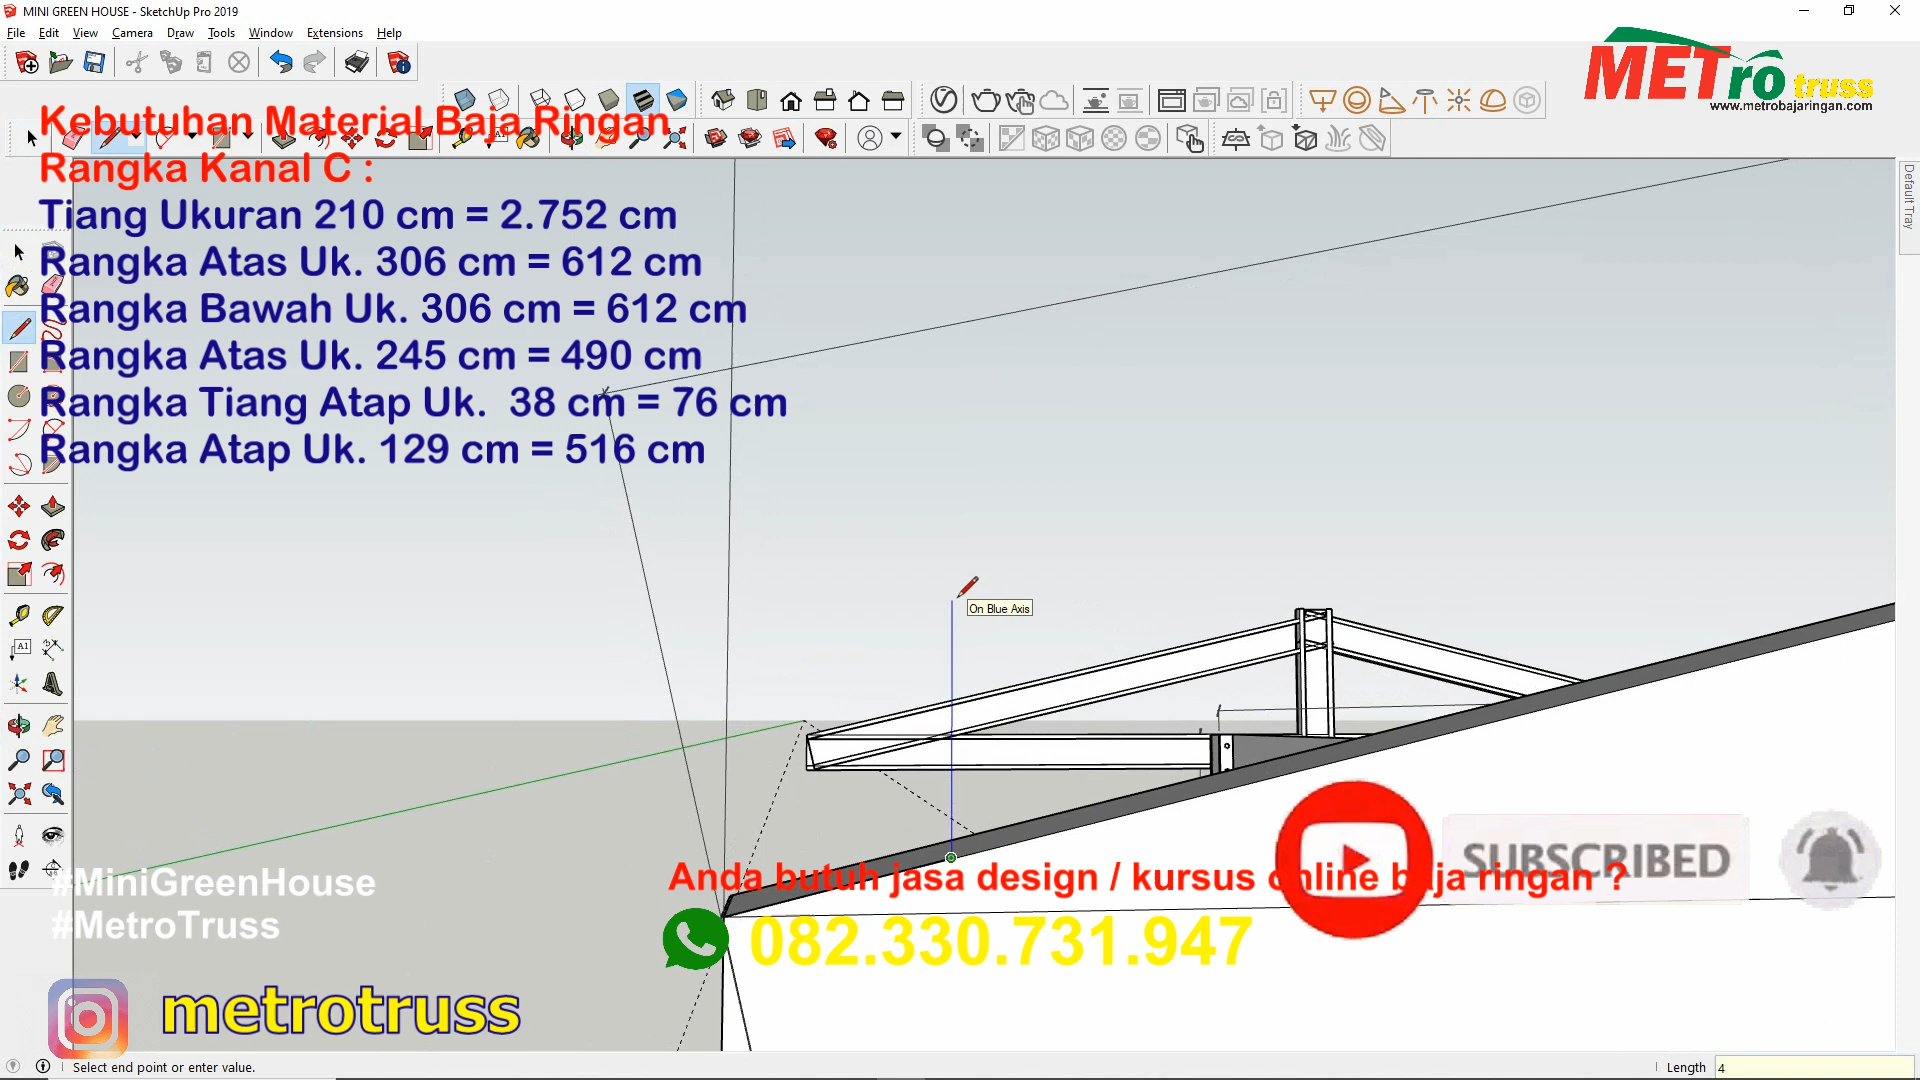 MINI GREEN HOUSE - SketchUp Pro 2019
File Edit View Camera Draw Tools Window Extensions Help
METro truss
www.metrobajaringan.com
Kebutuhan Material Baja Ringan
Rangka Kanal C :
Tiang Ukuran 210 cm = 2.752 cm
Rangka Atas Uk. 306 cm = 612 cm
Rangka Bawah Uk. 306 cm = 612 cm
Rangka Atas Uk. 245 cm = 490 cm
Rangka Tiang Atap Uk. 38 cm = 76 cm
Rangka Atap Uk. 129 cm = 516 cm
Default Tray
On Blue Axis
A1
SUBSCRIBED
Anda butuh jasa design / kursus online baja ringan ?
082.330.731.947
#MiniGreenHouse
#MetroTruss
metrotruss
Select end point or enter value.
Length 4